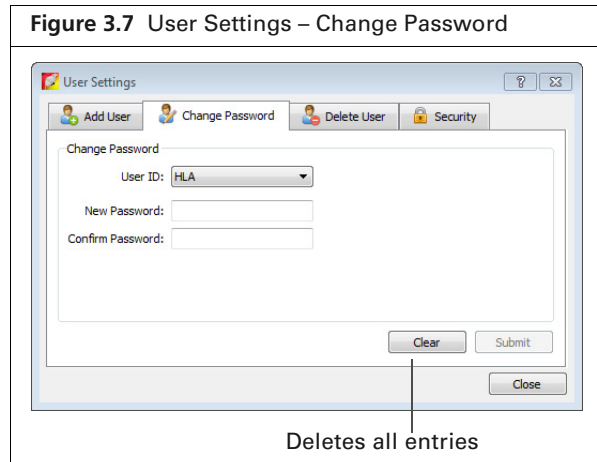 Figure 3.7 User Settings – Change Password
User Settings
Add User Change Password Delete User Security
Change Password
User ID: HLA
New Password:
Confirm Password:
Clear Submit
Close
Deletes all entries